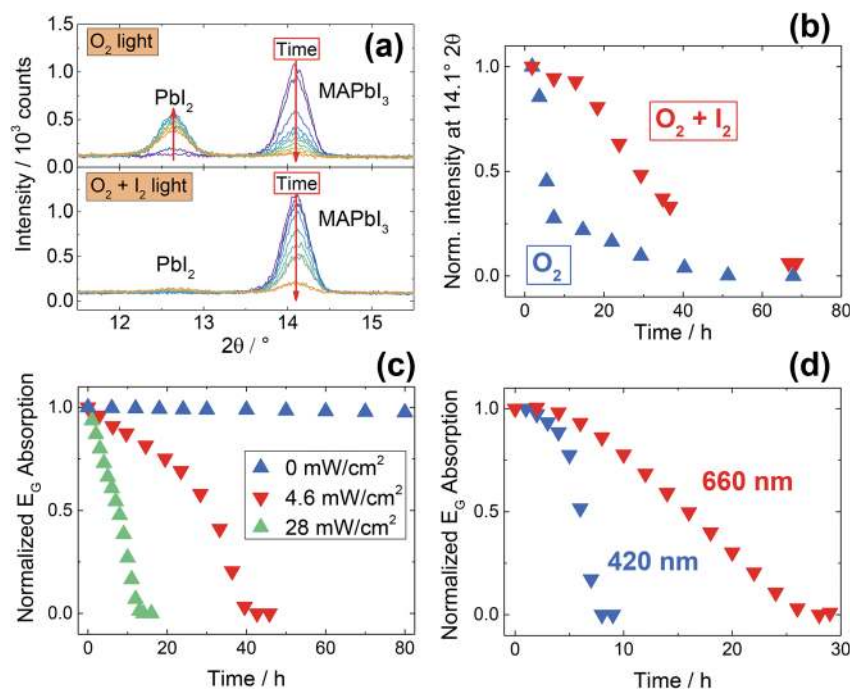 (a)
O₂ light
Time
PbI₂
MAPbI₃
O₂ + I₂ light
Time
PbI₂
MAPbI₃
Intensity / 10³ counts
1.5
1.0
0.5
0.0
1.0
0.5
0.0
12 13 14 15
2θ / °
(b)
Norm. intensity at 14.1° 2θ
1.0
0.5
0.0
O₂ + I₂
O₂
0 20 40 60 80
Time / h
(c)
Normalized E_G Absorption
1.0
0.5
0.0
0 mW/cm²
4.6 mW/cm²
28 mW/cm²
0 20 40 60 80
Time / h
(d)
Normalized E_G Absorption
1.0
0.5
0.0
660 nm
420 nm
0 10 20 30
Time / h